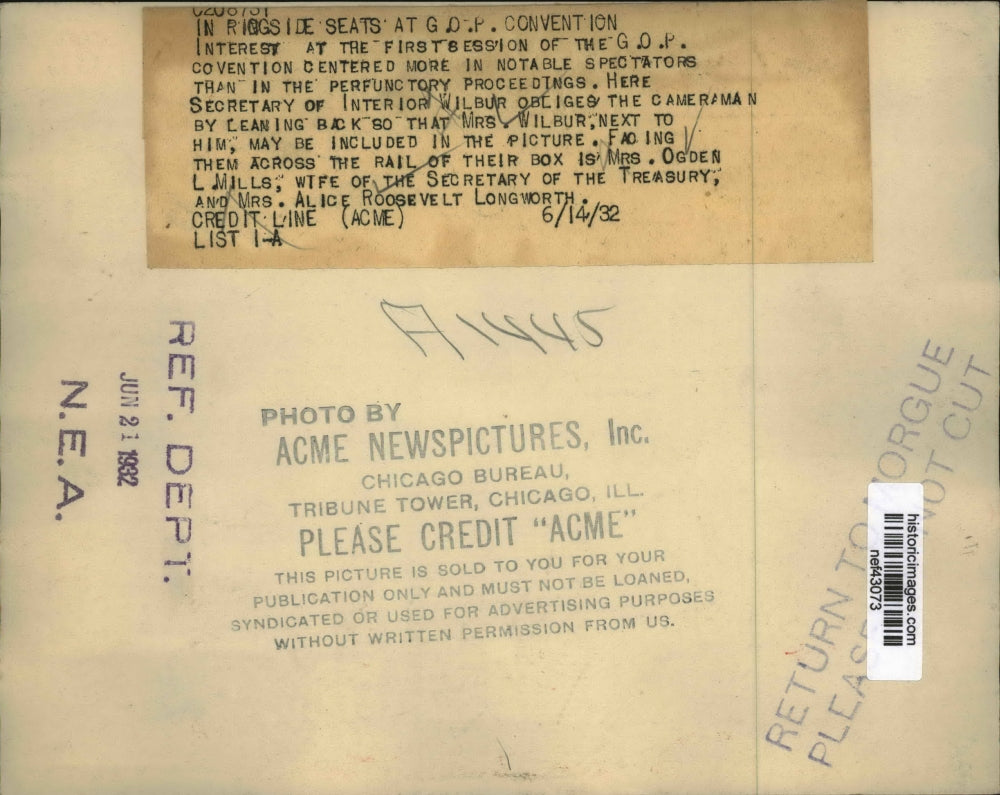 IN RINGSIDE SEATS AT G.O.P. CONVENTION
INTEREST AT THE FIRST SESSION OF THE G.O.P.
COVENTION CENTERED MORE IN NOTABLE SPECTATORS
THAN IN THE PERFUNCTORY PROCEEDINGS. HERE
SECRETARY OF INTERIOR WILBUR OBLIGES THE CAMERAMAN
BY LEANING BACK SO THAT MRS. WILBUR, NEXT TO
HIM, MAY BE INCLUDED IN THE PICTURE. FACING
THEM ACROSS THE RAIL OF THEIR BOX IS MRS. OGDEN
L.MILLS, WIFE OF THE SECRETARY OF THE TREASURY,
AND MRS. ALICE ROOSEVELT LONGWORTH.
CREDIT LINE (ACME) 6/14/32
LIST 1-A
A1445
REF. DEPT.
JUN 21 1932
N.E.A.
PHOTO BY
ACME NEWSPICTURES, Inc.
CHICAGO BUREAU,
TRIBUNE TOWER, CHICAGO, ILL.
PLEASE CREDIT "ACME"
THIS PICTURE IS SOLD TO YOU FOR YOUR
PUBLICATION ONLY AND MUST NOT BE LOANED,
SYNDICATED OR USED FOR ADVERTISING PURPOSES
WITHOUT WRITTEN PERMISSION FROM US.
RETURN TO MORGUE
PLEASE NOT CUT
historicimages.com
nef43073